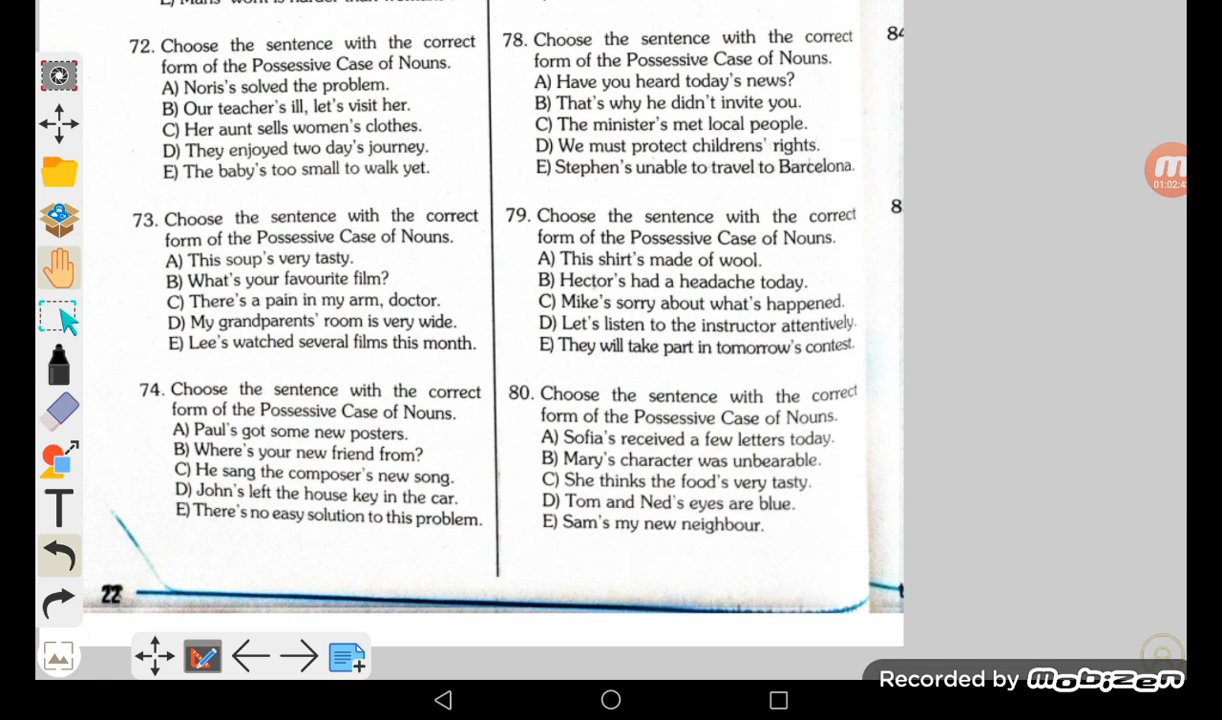 72. Choose the sentence with the correct
form of the Possessive Case of Nouns.
A) Noris's solved the problem.
B) Our teacher's ill, let's visit her.
C) Her aunt sells women's clothes.
D) They enjoyed two day's journey.
E) The baby's too small to walk yet.
73. Choose the sentence with the correct
form of the Possessive Case of Nouns.
A) This soup's very tasty.
B) What's your favourite film?
C) There's a pain in my arm, doctor.
D) My grandparents' room is very wide.
E) Lee's watched several films this month.
74. Choose the sentence with the correct
form of the Possessive Case of Nouns.
A) Paul's got some new posters.
B) Where's your new friend from?
C) He sang the composer's new song.
D) John's left the house key in the car.
E) There's no easy solution to this problem.
22
78. Choose the sentence with the correct
form of the Possessive Case of Nouns.
A) Have you heard today's news?
B) That's why he didn't invite you.
C) The minister's met local people.
D) We must protect childrens' rights.
E) Stephen's unable to travel to Barcelona.
79. Choose the sentence with the correct
form of the Possessive Case of Nouns.
A) This shirt's made of wool.
B) Hector's had a headache today.
C) Mike's sorry about what's happened.
D) Let's listen to the instructor attentively.
E) They will take part in tomorrow's contest.
80. Choose the sentence with the correct
form of the Possessive Case of Nouns.
A) Sofia's received a few letters today.
B) Mary's character was unbearable.
C) She thinks the food's very tasty.
D) Tom and Ned's eyes are blue.
E) Sam's my new neighbour.
8
T
01:02:4
Recorded by mobizen